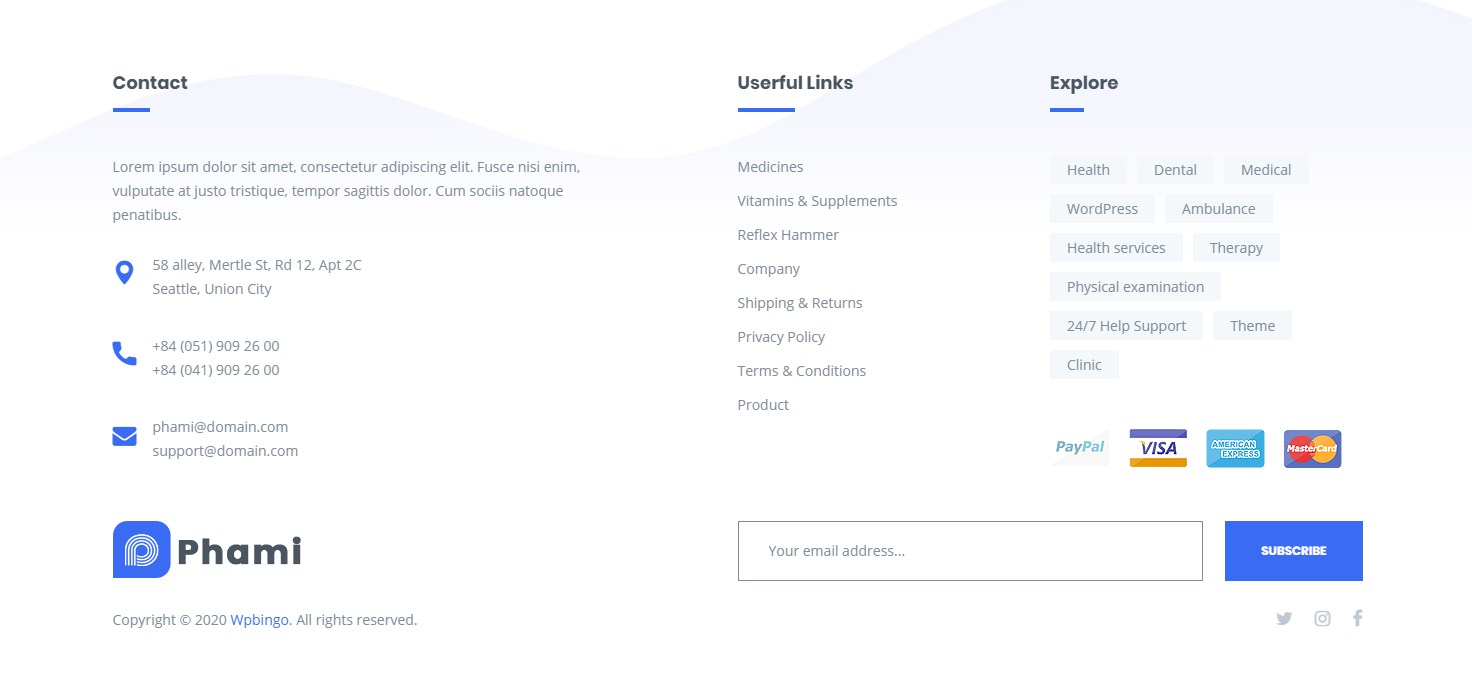 Contact
Lorem ipsum dolor sit amet, consectetur adipiscing elit. Fusce nisi enim,
vulputate at justo tristique, tempor sagittis dolor. Cum sociis natoque
penatibus.
58 alley, Mertle St, Rd 12, Apt 2C
Seattle, Union City
+84 (051) 909 26 00
+84 (041) 909 26 00
phami@domain.com
support@domain.com
Userful Links
Medicines
Vitamins & Supplements
Reflex Hammer
Company
Shipping & Returns
Privacy Policy
Terms & Conditions
Product
Explore
Health Dental Medical
WordPress Ambulance
Health services Therapy
Physical examination
24/7 Help Support Theme
Clinic
PayPal VISA AMERICAN EXPRESS MasterCard
Phami
Your email address...
SUBSCRIBE
Copyright © 2020 Wpbingo. All rights reserved.